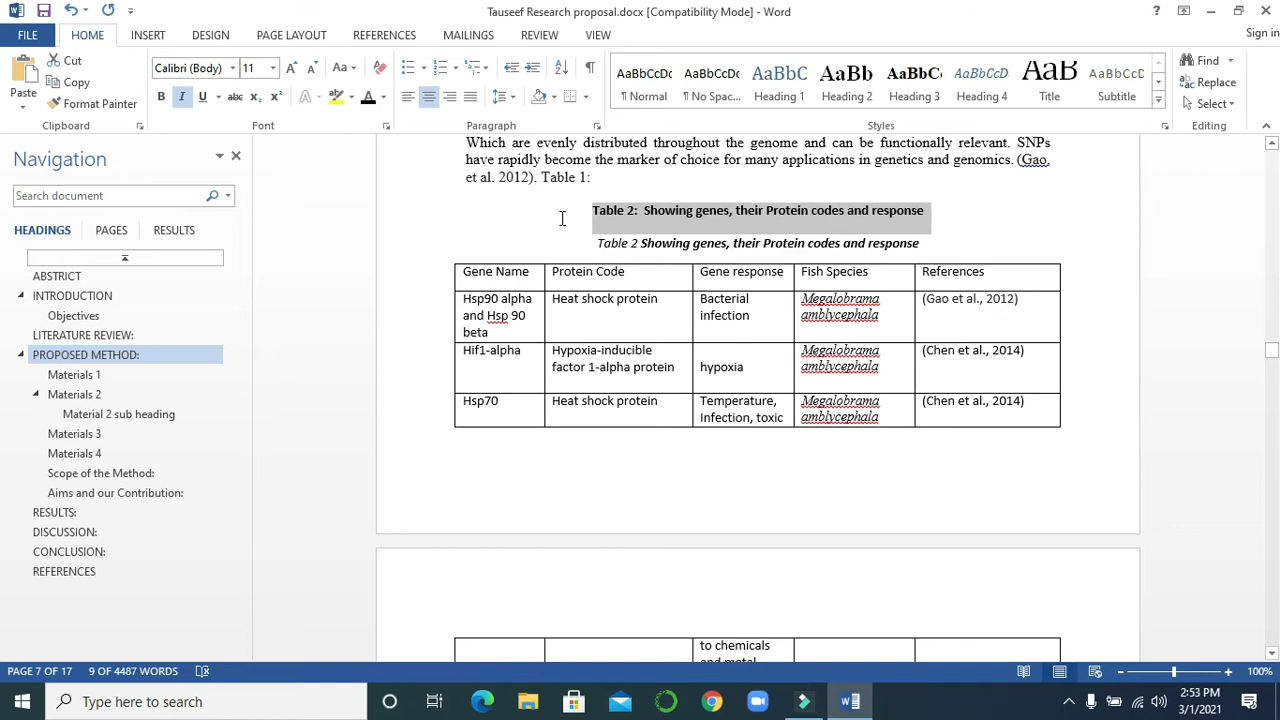 Tauseef Research proposal.docx [Compatibility Mode] - Word
FILE HOME INSERT DESIGN PAGE LAYOUT REFERENCES MAILINGS REVIEW VIEW
Sign in
Paste
Cut
Copy
Format Painter
Calibri (Body) 11
AaBbCcDc AaBbCcDc AaBbC AaBb AaBbCc AaBbCcD AaB AaBbCcD
¶ Normal ¶ No Spac... Heading 1 Heading 2 Heading 3 Heading 4 Title Subtitle
Find
Replace
Select
Clipboard Font Paragraph Styles Editing
Navigation
Search document
HEADINGS PAGES RESULTS
ABSTRICT
INTRODUCTION
Objectives
LITERATURE REVIEW:
PROPOSED METHOD:
Materials 1
Materials 2
Material 2 sub heading
Materials 3
Materials 4
Scope of the Method:
Aims and our Contribution:
RESULTS:
DISCUSSION:
CONCLUSION:
REFERENCES
Which are evenly distributed throughout the genome and can be functionally relevant. SNPs
have rapidly become the marker of choice for many applications in genetics and genomics. (Gao,
et al. 2012). Table 1:
Table 2: Showing genes, their Protein codes and response
Table 2 Showing genes, their Protein codes and response
Gene Name Protein Code Gene response Fish Species References
Hsp90 alpha Heat shock protein Bacterial Megalobrama (Gao et al., 2012)
and Hsp 90 infection amblycephala
beta
Hif1-alpha Hypoxia-inducible Megalobrama (Chen et al., 2014)
factor 1-alpha protein hypoxia amblycephala
Hsp70 Heat shock protein Temperature, Megalobrama (Chen et al., 2014)
Infection, toxic amblycephala
to chemicals
and metal
PAGE 7 OF 17 9 OF 4487 WORDS 100%
Type here to search
2:53 PM
3/1/2021